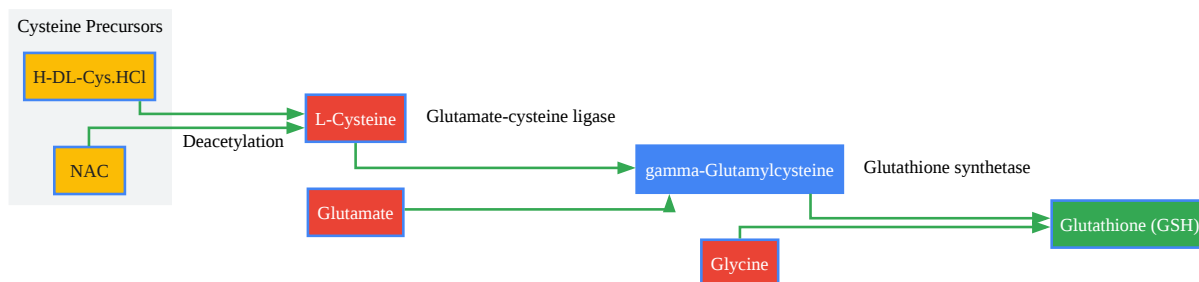 Cysteine Precursors
H-DL-Cys.HCl
NAC
Deacetylation
L-Cysteine
Glutamate-cysteine ligase
Glutamate
gamma-Glutamylcysteine
Glutathione synthetase
Glycine
Glutathione (GSH)